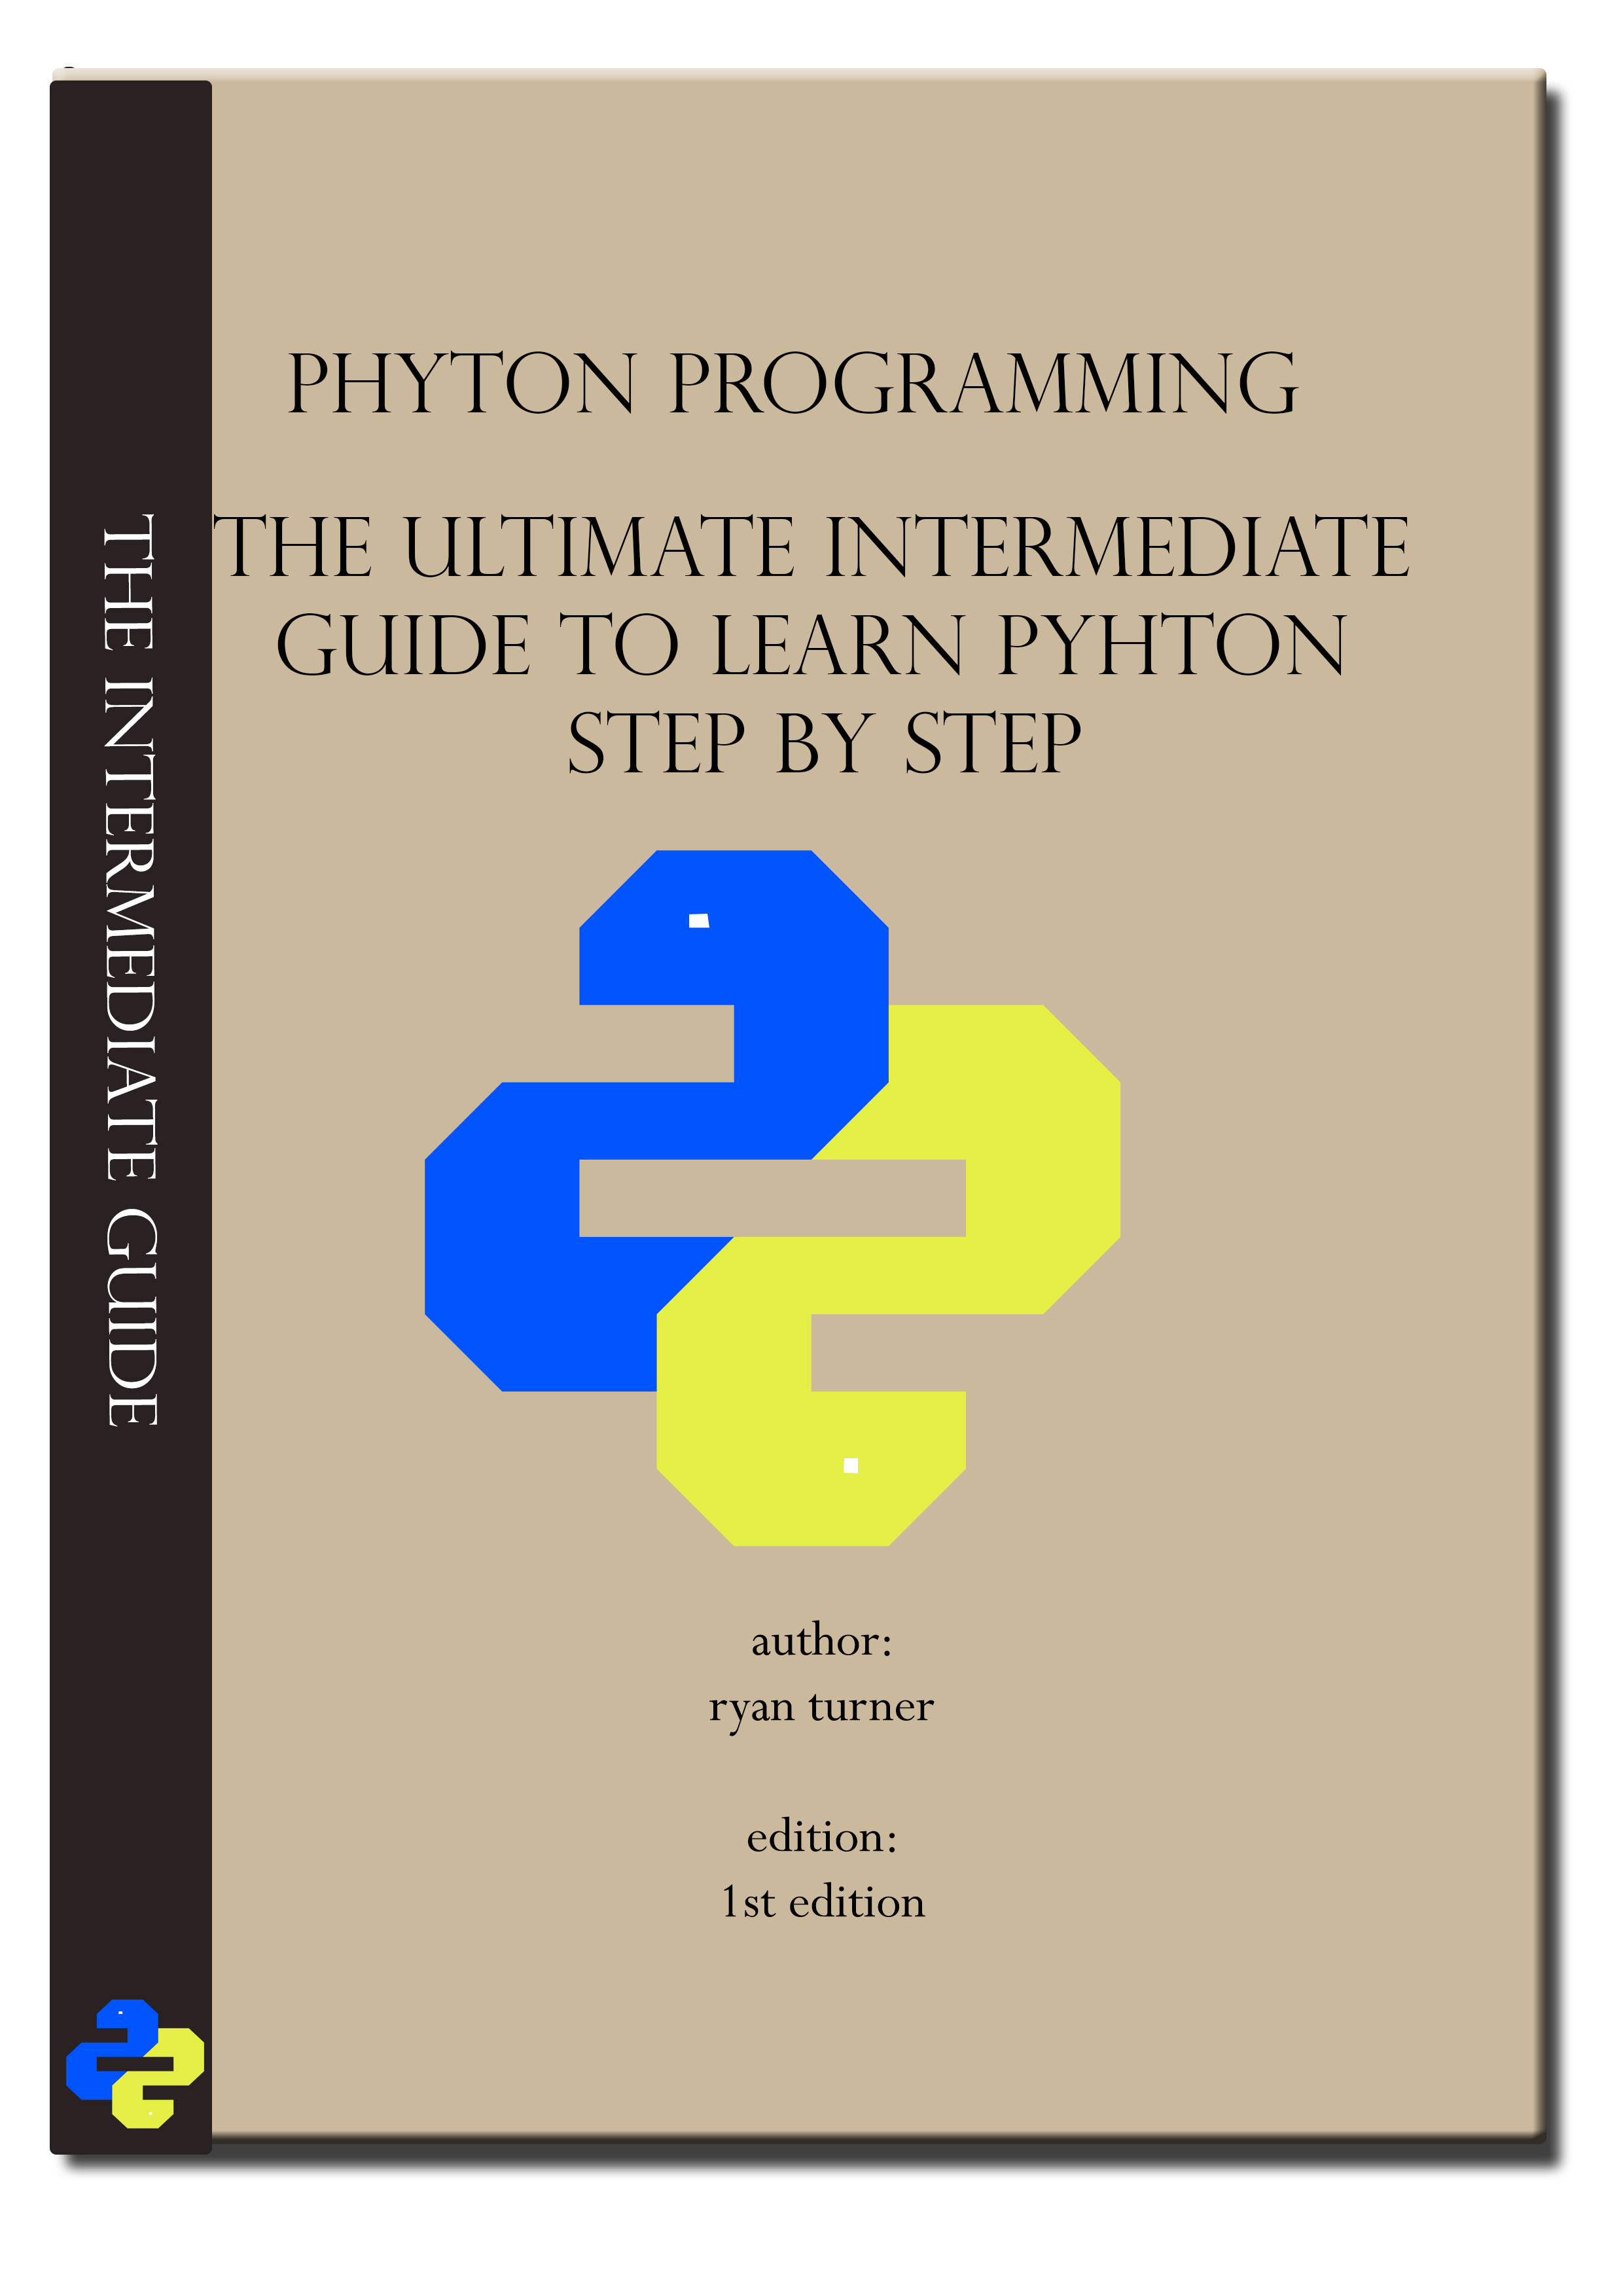 THE INTERMEDIATE GUIDE
PHYTON PROGRAMMING
THE ULTIMATE INTERMEDIATE
GUIDE TO LEARN PYHTON
STEP BY STEP
author:
ryan turner
edition:
1st edition